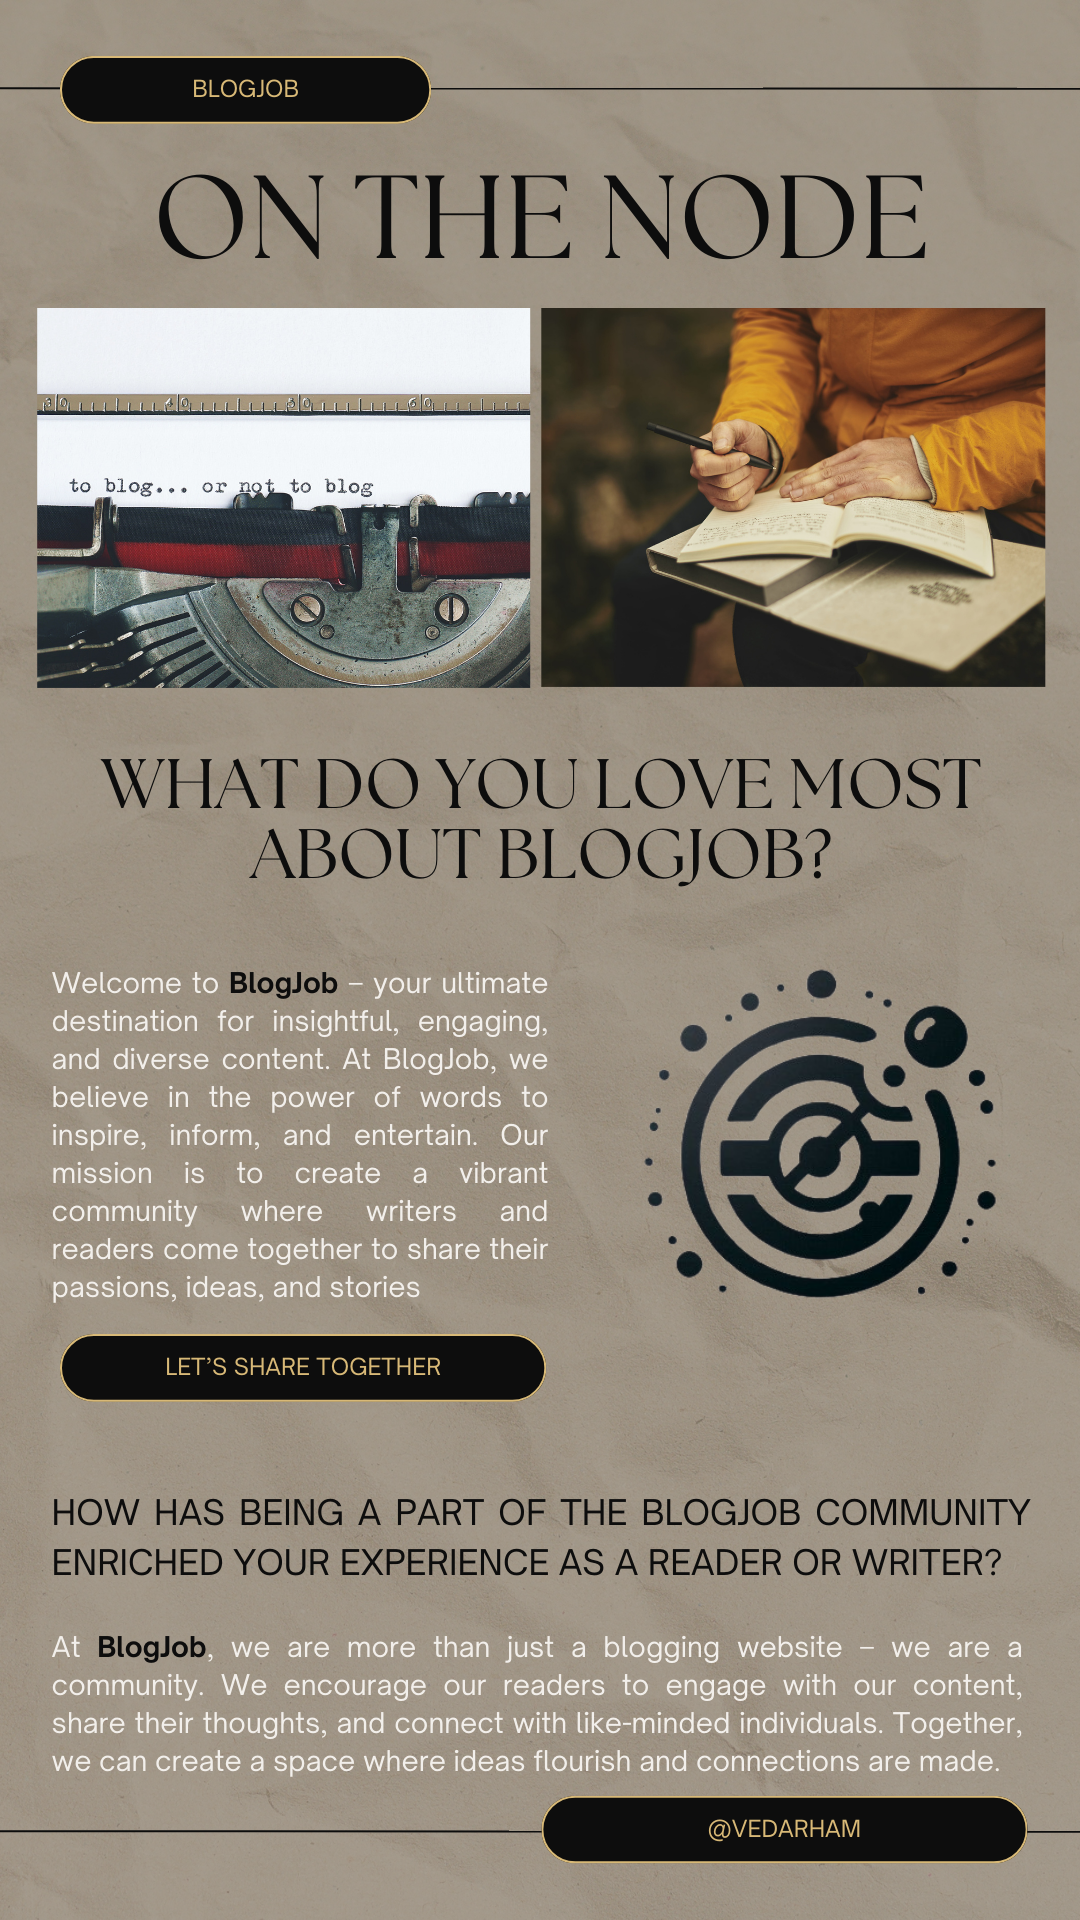 BLOGJOB
ON THE NODE
30 40 50 60
to blog... or not to blog
WHAT DO YOU LOVE MOST
ABOUT BLOGJOB?
Welcome to BlogJob – your ultimate
destination for insightful, engaging,
and diverse content. At BlogJob, we
believe in the power of words to
inspire, inform, and entertain. Our
mission is to create a vibrant
community where writers and
readers come together to share their
passions, ideas, and stories
LET’S SHARE TOGETHER
HOW HAS BEING A PART OF THE BLOGJOB COMMUNITY
ENRICHED YOUR EXPERIENCE AS A READER OR WRITER?
At BlogJob, we are more than just a blogging website – we are a
community. We encourage our readers to engage with our content,
share their thoughts, and connect with like-minded individuals. Together,
we can create a space where ideas flourish and connections are made.
@VEDARHAM